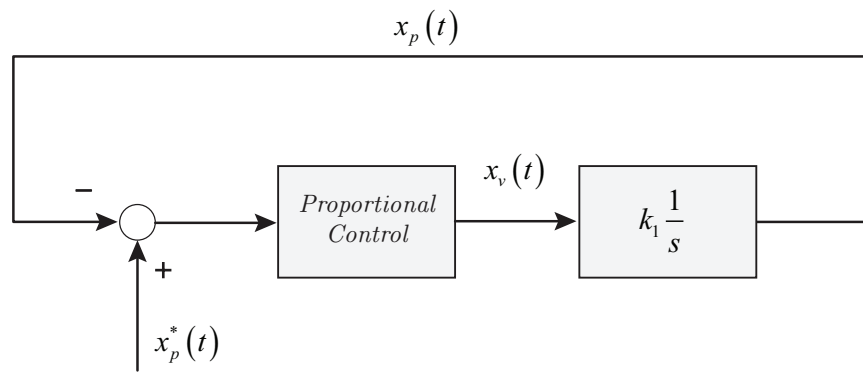 x_p(t)
−
Proportional
Control
x_v(t)
k_1 1/s
+
x_p^*(t)